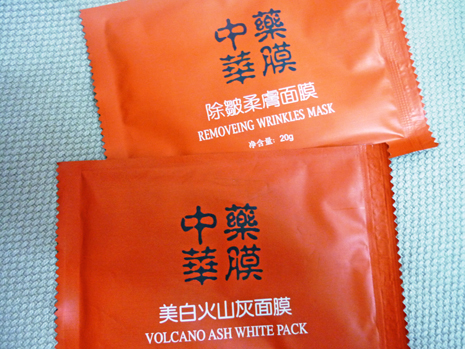 中藥
華膜
除皺柔膚面膜
REMOVEING WRINKLES MASK
净含量：20g
中藥
華膜
美白火山灰面膜
VOLCANO ASH WHITE PACK